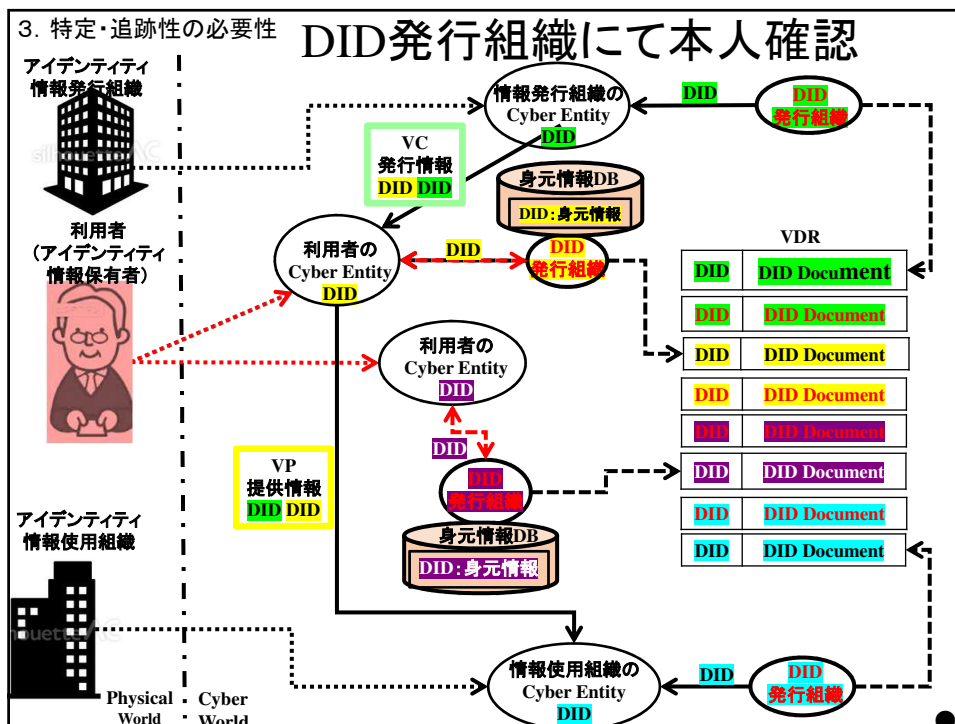 3．特定・追跡性の必要性
DID発行組織にて本人確認
アイデンティティ
情報発行組織
情報発行組織の
Cyber Entity
DID
DID
DID
発行組織
VC
発行情報
DID DID
身元情報DB
DID：身元情報
利用者
（アイデンティティ
情報保有者）
利用者の
Cyber Entity
DID
DID
DID
発行組織
VDR
DID DID Document
DID DID Document
DID DID Document
DID DID Document
DID DID Document
DID DID Document
DID DID Document
DID DID Document
利用者の
Cyber Entity
DID
DID
DID
発行組織
身元情報DB
DID：身元情報
VP
提供情報
DID DID
アイデンティティ
情報使用組織
情報使用組織の
Cyber Entity
DID
DID
DID
発行組織
Physical
World
Cyber
World
silhouetteAC
houetteAC